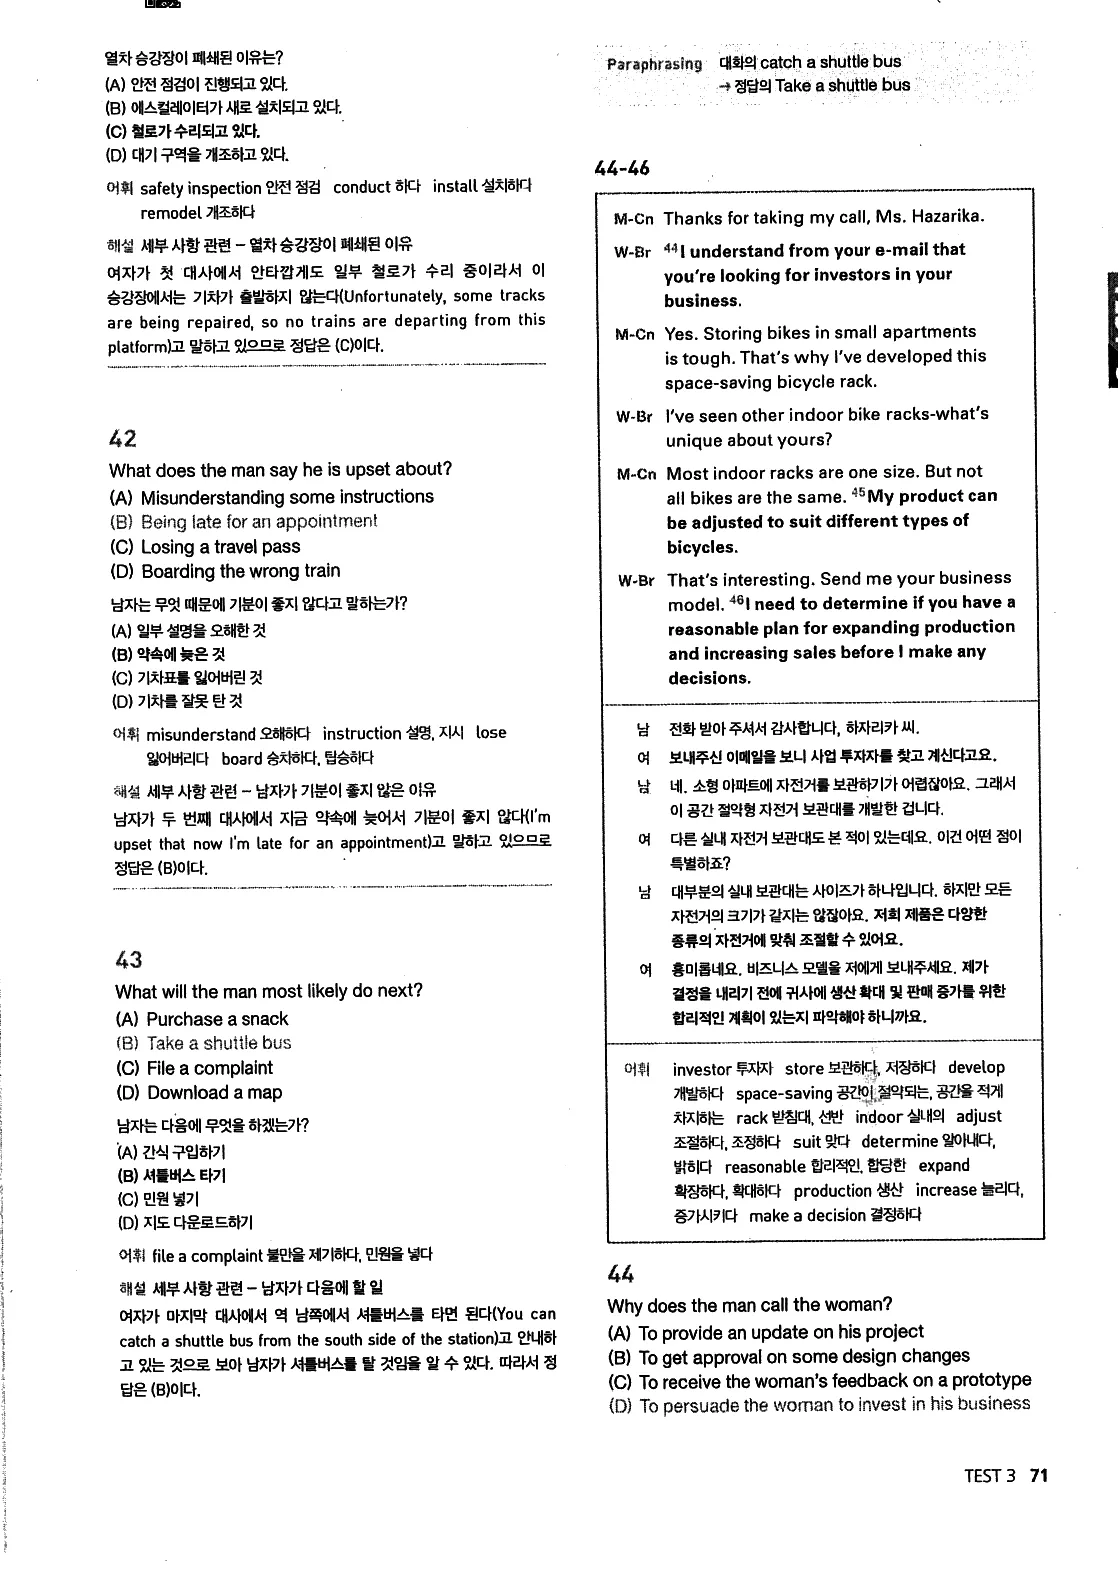 열차 승강장이 폐쇄된 이유는?
(A) 안전 점검이 진행되고 있다.
(B) 에스컬레이터가 새로 설치되고 있다.
(C) 철로가 수리되고 있다.
(D) 대기 구역을 개조하고 있다.
어휘 safety inspection 안전 점검 conduct 하다 install 설치하다
remodel 개조하다
해설 세부 사항 관련 – 열차 승강장이 폐쇄된 이유
여자가 첫 대사에서 안타깝게도 일부 철로가 수리 중이라서 이
승강장에서는 기차가 출발하지 않는다(Unfortunately, some tracks
are being repaired, so no trains are departing from this
platform)고 말하고 있으므로 정답은 (C)이다.
42
What does the man say he is upset about?
(A) Misunderstanding some instructions
(B) Being late for an appointment
(C) Losing a travel pass
(D) Boarding the wrong train
남자는 무엇 때문에 기분이 좋지 않다고 말하는가?
(A) 일부 설명을 오해한 것
(B) 약속에 늦은 것
(C) 기차표를 잃어버린 것
(D) 기차를 잘못 탄 것
어휘 misunderstand 오해하다 instruction 설명, 지시 lose
잃어버리다 board 승차하다, 탑승하다
해설 세부 사항 관련 – 남자가 기분이 좋지 않은 이유
남자가 두 번째 대사에서 지금 약속에 늦어서 기분이 좋지 않다(I'm
upset that now I'm late for an appointment)고 말하고 있으므로
정답은 (B)이다.
43
What will the man most likely do next?
(A) Purchase a snack
(B) Take a shuttle bus
(C) File a complaint
(D) Download a map
남자는 다음에 무엇을 하겠는가?
(A) 간식 구입하기
(B) 셔틀버스 타기
(C) 민원 넣기
(D) 지도 다운로드하기
어휘 file a complaint 불만을 제기하다, 민원을 넣다
해설 세부 사항 관련 – 남자가 다음에 할 일
여자가 마지막 대사에서 역 남쪽에서 셔틀버스를 타면 된다(You can
catch a shuttle bus from the south side of the station)고 안내하
고 있는 것으로 보아 남자가 셔틀버스를 탈 것임을 알 수 있다. 따라서 정
답은 (B)이다.
Paraphrasing 대화의 catch a shuttle bus
→ 정답의 Take a shuttle bus
44-46
M-Cn Thanks for taking my call, Ms. Hazarika.
W-Br 44 I understand from your e-mail that
you're looking for investors in your
business.
M-Cn Yes. Storing bikes in small apartments
is tough. That's why I've developed this
space-saving bicycle rack.
W-Br I've seen other indoor bike racks-what's
unique about yours?
M-Cn Most indoor racks are one size. But not
all bikes are the same. 45 My product can
be adjusted to suit different types of
bicycles.
W-Br That's interesting. Send me your business
model. 46 I need to determine if you have a
reasonable plan for expanding production
and increasing sales before I make any
decisions.
남 전화 받아 주셔서 감사합니다, 하자리카 씨.
여 보내주신 이메일을 보니 사업 투자자를 찾고 계신다고요.
남 네. 소형 아파트에 자전거를 보관하기가 어렵잖아요. 그래서
이 공간 절약형 자전거 보관대를 개발한 겁니다.
여 다른 실내 자전거 보관대도 본 적이 있는데요. 이건 어떤 점이
특별하죠?
남 대부분의 실내 보관대는 사이즈가 하나입니다. 하지만 모든
자전거의 크기가 같지는 않잖아요. 저희 제품은 다양한
종류의 자전거에 맞춰 조절할 수 있어요.
여 흥미롭네요. 비즈니스 모델을 저에게 보내주세요. 제가
결정을 내리기 전에 귀사에 생산 확대 및 판매 증가를 위한
합리적인 계획이 있는지 파악해야 하니까요.
어휘 investor 투자자 store 보관하다, 저장하다 develop
개발하다 space-saving 공간이 절약되는, 공간을 적게
차지하는 rack 받침대, 선반 indoor 실내의 adjust
조절하다, 조정하다 suit 맞다 determine 알아내다,
밝히다 reasonable 합리적인, 합당한 expand
확장하다, 확대하다 production 생산 increase 늘리다,
증가시키다 make a decision 결정하다
44
Why does the man call the woman?
(A) To provide an update on his project
(B) To get approval on some design changes
(C) To receive the woman's feedback on a prototype
(D) To persuade the woman to invest in his business
TEST 3 71